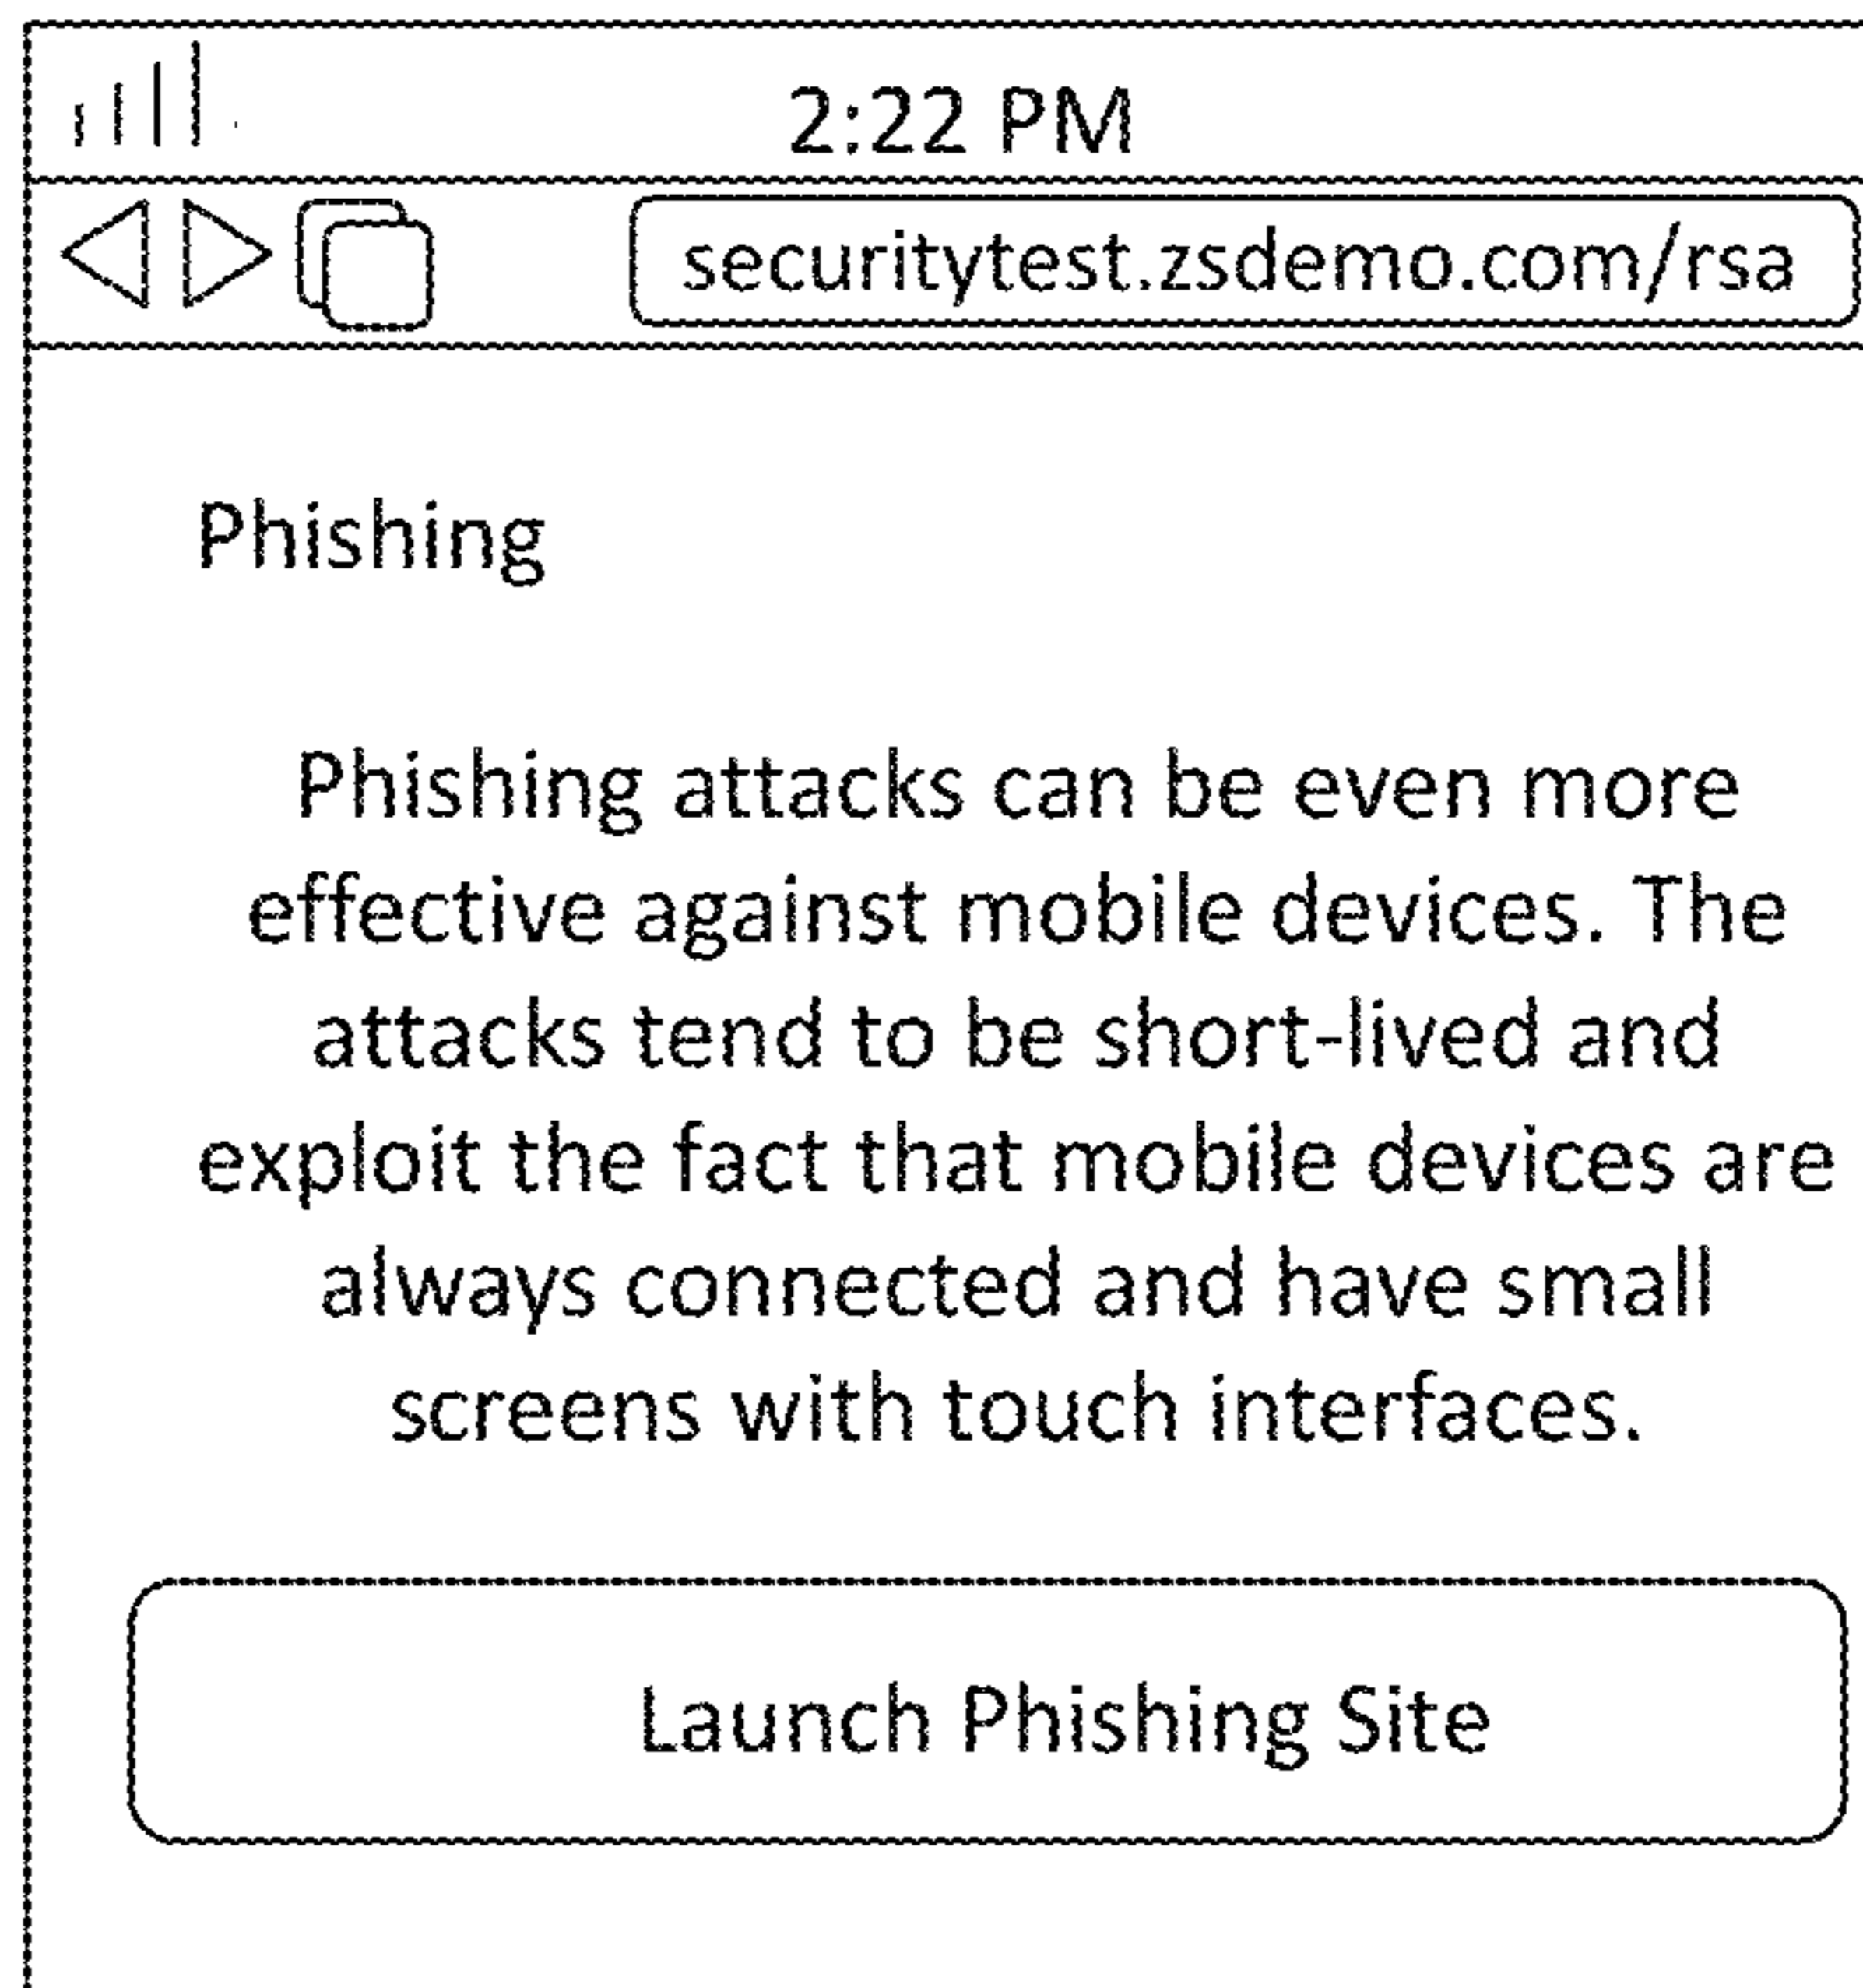 2:22 PM
securitytest.zsdemo.com/rsa
Phishing
Phishing attacks can be even more
effective against mobile devices. The
attacks tend to be short-lived and
exploit the fact that mobile devices are
always connected and have small
screens with touch interfaces.
Launch Phishing Site